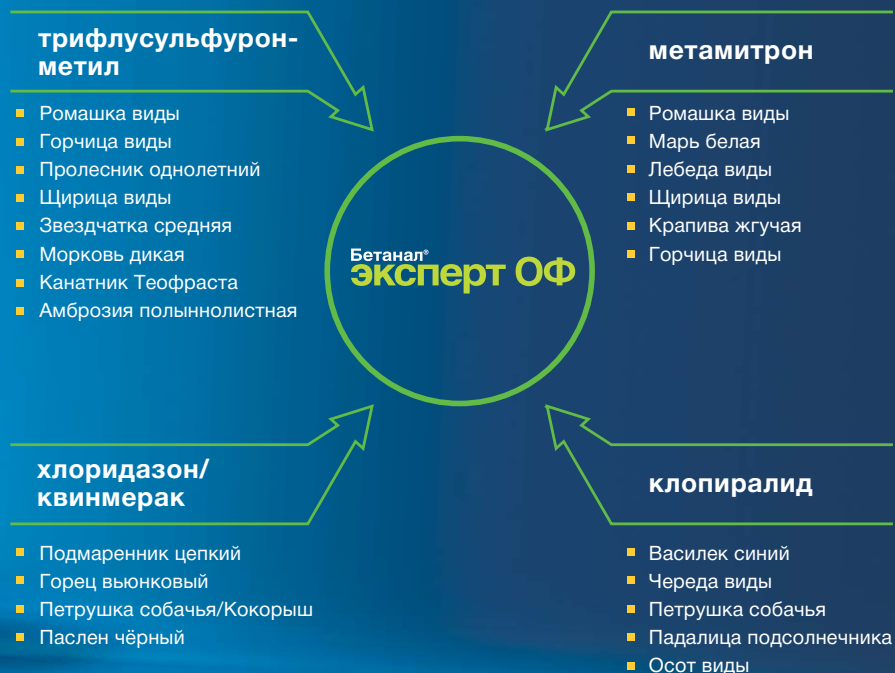 трифлусульфурон-
метил
Ромашка виды
Горчица виды
Пролесник однолетний
Щирица виды
Звездчатка средняя
Морковь дикая
Канатник Теофраста
Амброзия полыннолистная
метамитрон
Ромашка виды
Марь белая
Лебеда виды
Щирица виды
Крапива жгучая
Горчица виды
Бетанал®
эксперт ОФ
хлоридазон/
квинмерак
Подмаренник цепкий
Горец вьюнковый
Петрушка собачья/Кокорыш
Паслен чёрный
клопиралид
Василек синий
Череда виды
Петрушка собачья
Падалица подсолнечника
Осот виды